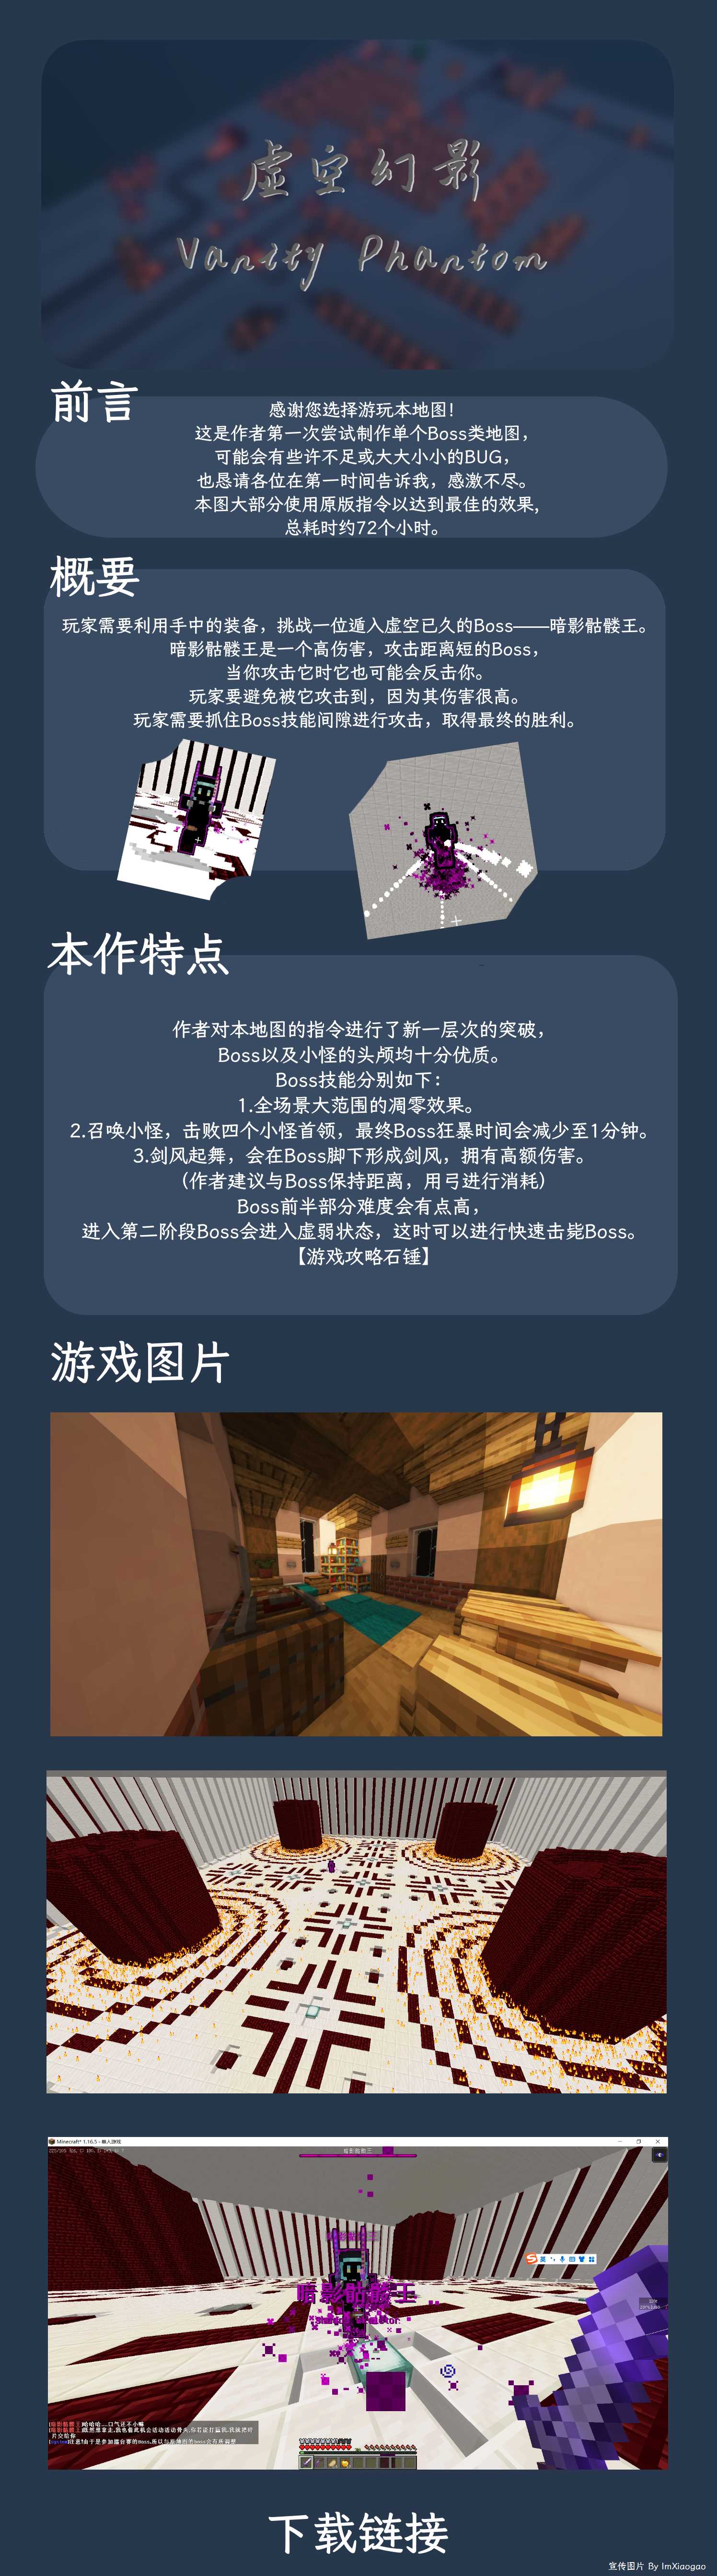 虚空幻影
Vanity Phantom
前言
感谢您选择游玩本地图！
这是作者第一次尝试制作单个Boss类地图，
可能会有些许不足或大大小小的BUG，
也恳请各位在第一时间告诉我，感激不尽。
本图大部分使用原版指令以达到最佳的效果，
总耗时约72个小时。
概要
玩家需要利用手中的装备，挑战一位遁入虚空已久的Boss——暗影骷髅王。
暗影骷髅王是一个高伤害，攻击距离短的Boss，
当你攻击它时它也可能会反击你。
玩家要避免被它攻击到，因为其伤害很高。
玩家需要抓住Boss技能间隙进行攻击，取得最终的胜利。
本作特点
作者对本地图的指令进行了新一层次的突破，
Boss以及小怪的头颅均十分优质。
Boss技能分别如下：
1.全场景大范围的凋零效果。
2.召唤小怪，击败四个小怪首领，最终Boss狂暴时间会减少至1分钟。
3.剑风起舞，会在Boss脚下形成剑风，拥有高额伤害。
（作者建议与Boss保持距离，用弓进行消耗）
Boss前半部分难度会有点高，
进入第二阶段Boss会进入虚弱状态，这时可以进行快速击毙Boss。
【游戏攻略石锤】
游戏图片
Minecraft* 1.16.5 - 单人游戏
暗影骷髅王
暗影骷髅王
英
下载链接
宣传图片 By ImXiaogao